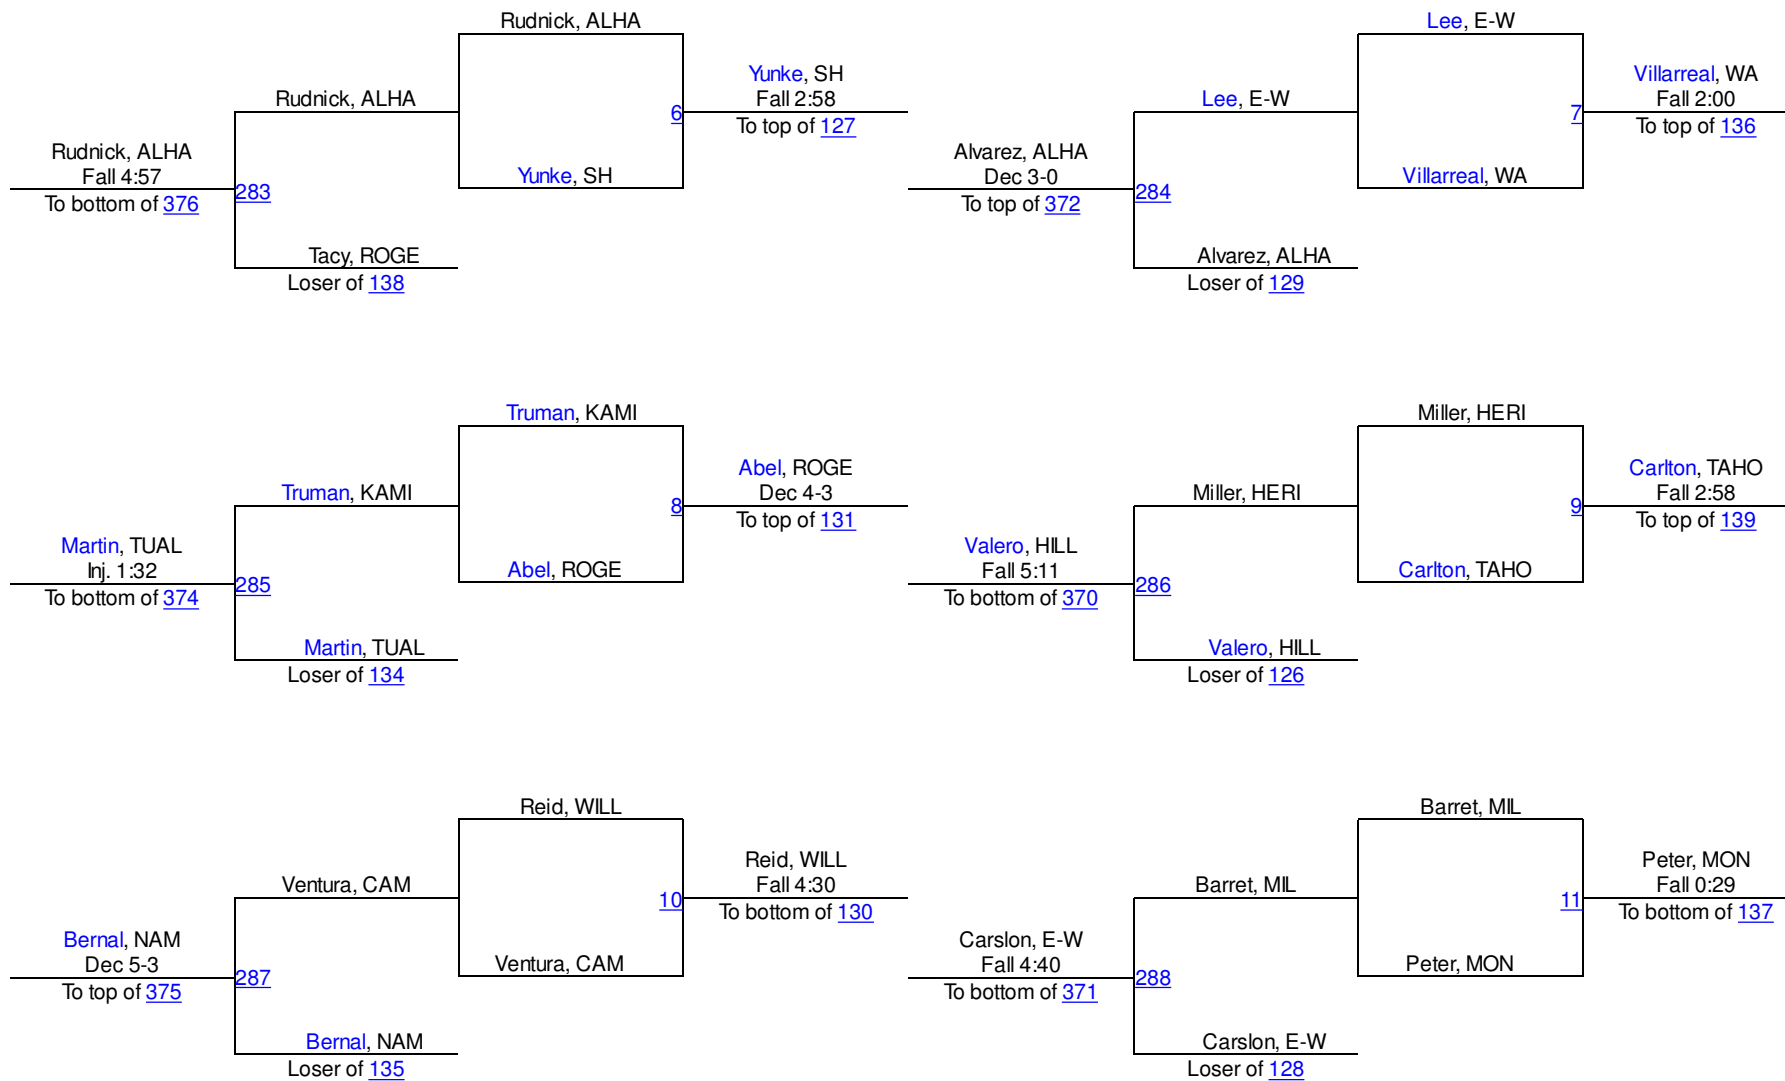 Rudnick, ALHA
Yunke, SH
Fall 2:58
To top of 127
Rudnick, ALHA
6
Yunke, SH
Rudnick, ALHA
Fall 4:57
To bottom of 376
283
Tacy, ROGE
Loser of 138
Lee, E-W
Villarreal, WA
Fall 2:00
To top of 136
Lee, E-W
7
Villarreal, WA
Alvarez, ALHA
Dec 3-0
To top of 372
284
Alvarez, ALHA
Loser of 129
Truman, KAMI
Abel, ROGE
Dec 4-3
To top of 131
Truman, KAMI
8
Abel, ROGE
Martin, TUAL
Inj. 1:32
To bottom of 374
285
Martin, TUAL
Loser of 134
Miller, HERI
Carlton, TAHO
Fall 2:58
To top of 139
Miller, HERI
9
Carlton, TAHO
Valero, HILL
Fall 5:11
To bottom of 370
286
Valero, HILL
Loser of 126
Reid, WILL
Reid, WILL
Fall 4:30
To bottom of 130
Ventura, CAM
10
Ventura, CAM
Bernal, NAM
Dec 5-3
To top of 375
287
Bernal, NAM
Loser of 135
Barret, MIL
Peter, MON
Fall 0:29
To bottom of 137
Barret, MIL
11
Peter, MON
Carslon, E-W
Fall 4:40
To bottom of 371
288
Carslon, E-W
Loser of 128